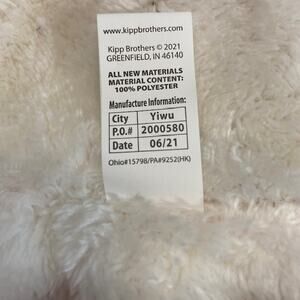 www.kippbrothers.com
Kipp Brothers © 2021
GREENFIELD, IN 46140
ALL NEW MATERIALS
MATERIAL CONTENT:
100% POLYESTER
Manufacture Information:
City Yiwu
P.O.# 2000580
Date 06/21
Ohio#15798/PA#9252(HK)